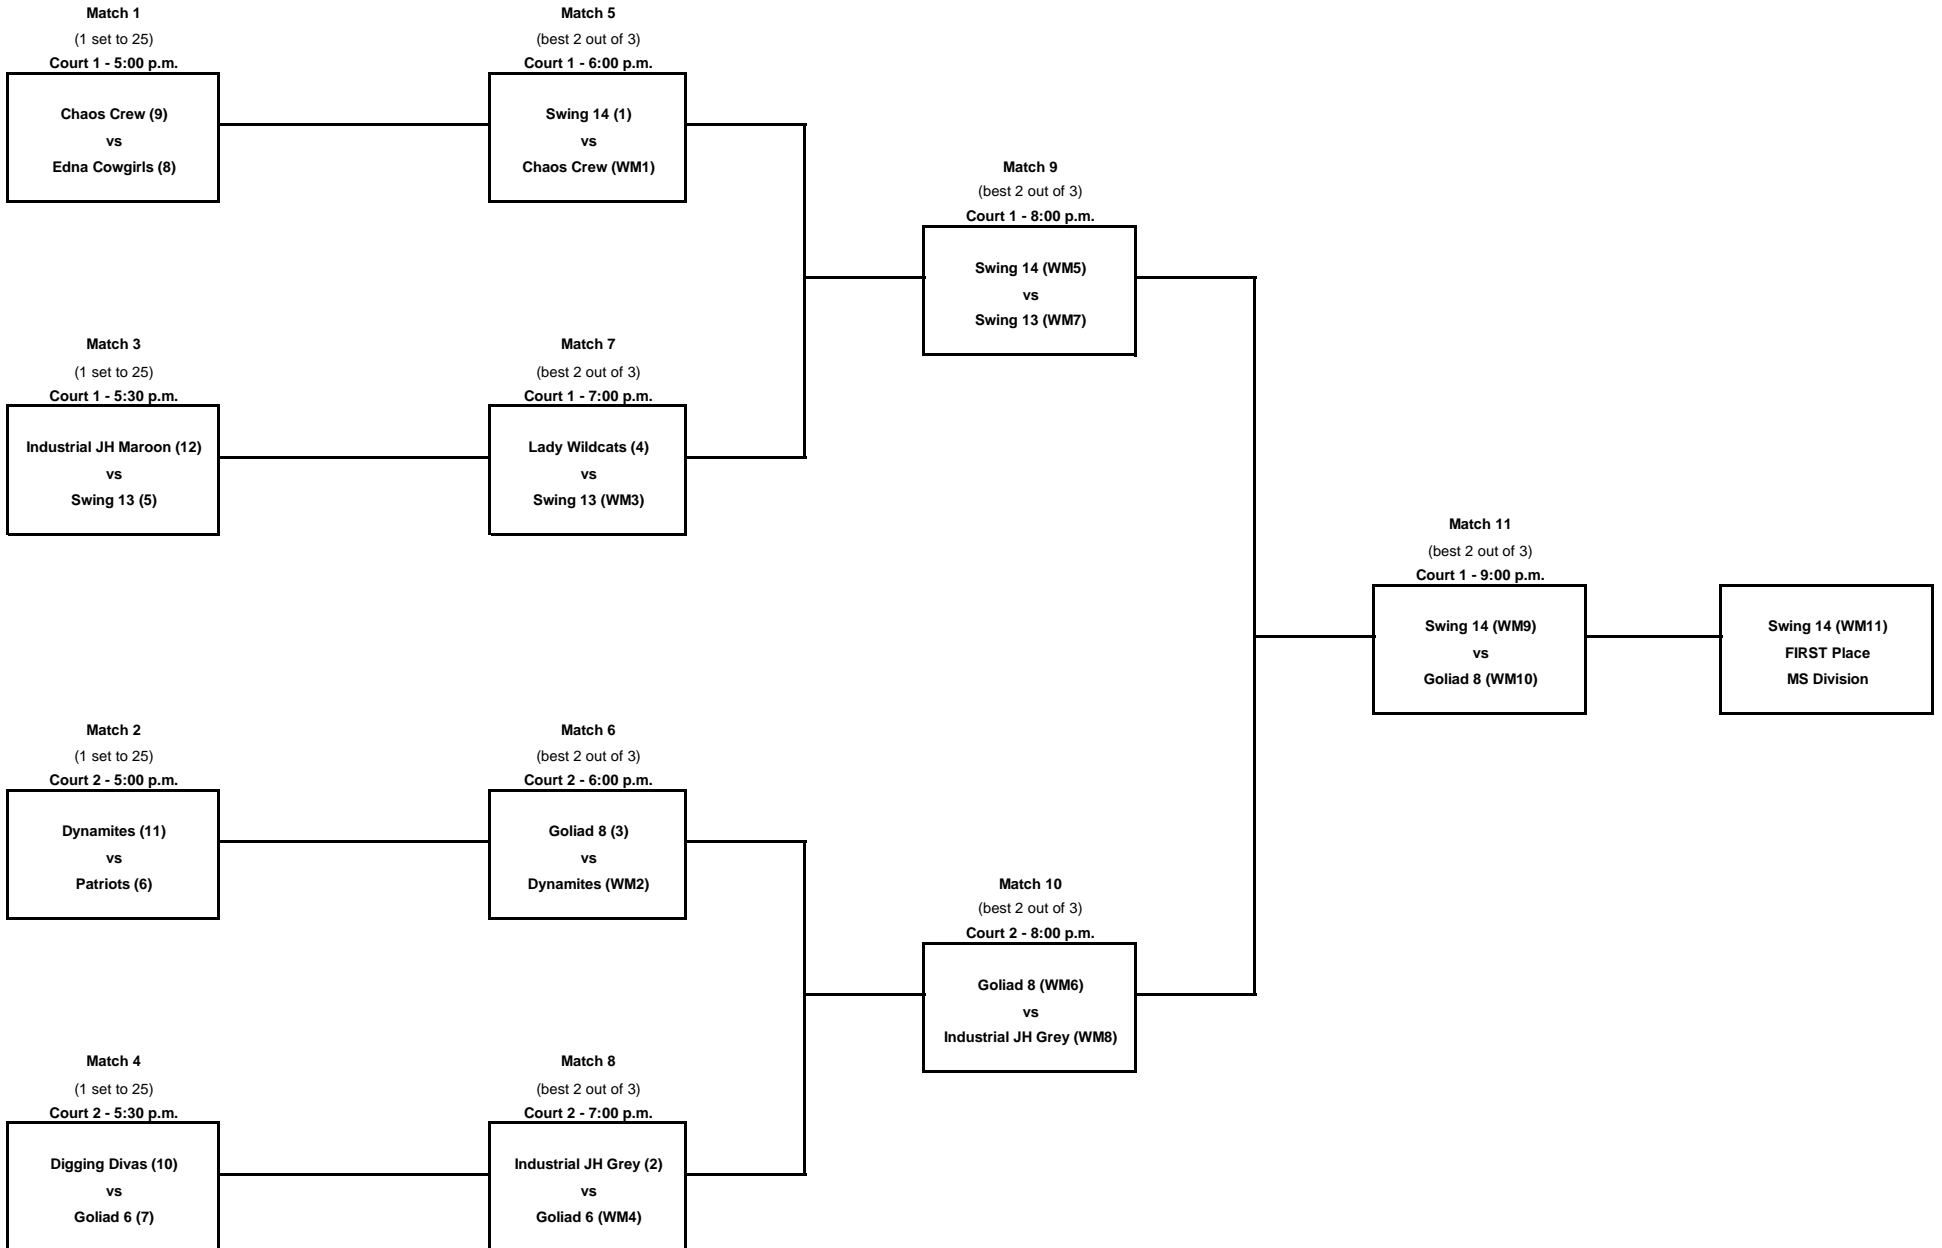 Match 1
(1 set to 25)
Court 1 - 5:00 p.m.
Chaos Crew (9)
vs
Edna Cowgirls (8)
Match 5
(best 2 out of 3)
Court 1 - 6:00 p.m.
Swing 14 (1)
vs
Chaos Crew (WM1)
Match 9
(best 2 out of 3)
Court 1 - 8:00 p.m.
Swing 14 (WM5)
vs
Swing 13 (WM7)
Match 3
(1 set to 25)
Court 1 - 5:30 p.m.
Industrial JH Maroon (12)
vs
Swing 13 (5)
Match 7
(best 2 out of 3)
Court 1 - 7:00 p.m.
Lady Wildcats (4)
vs
Swing 13 (WM3)
Match 11
(best 2 out of 3)
Court 1 - 9:00 p.m.
Swing 14 (WM9)
vs
Goliad 8 (WM10)
Swing 14 (WM11)
FIRST Place
MS Division
Match 2
(1 set to 25)
Court 2 - 5:00 p.m.
Dynamites (11)
vs
Patriots (6)
Match 6
(best 2 out of 3)
Court 2 - 6:00 p.m.
Goliad 8 (3)
vs
Dynamites (WM2)
Match 10
(best 2 out of 3)
Court 2 - 8:00 p.m.
Goliad 8 (WM6)
vs
Industrial JH Grey (WM8)
Match 4
(1 set to 25)
Court 2 - 5:30 p.m.
Digging Divas (10)
vs
Goliad 6 (7)
Match 8
(best 2 out of 3)
Court 2 - 7:00 p.m.
Industrial JH Grey (2)
vs
Goliad 6 (WM4)